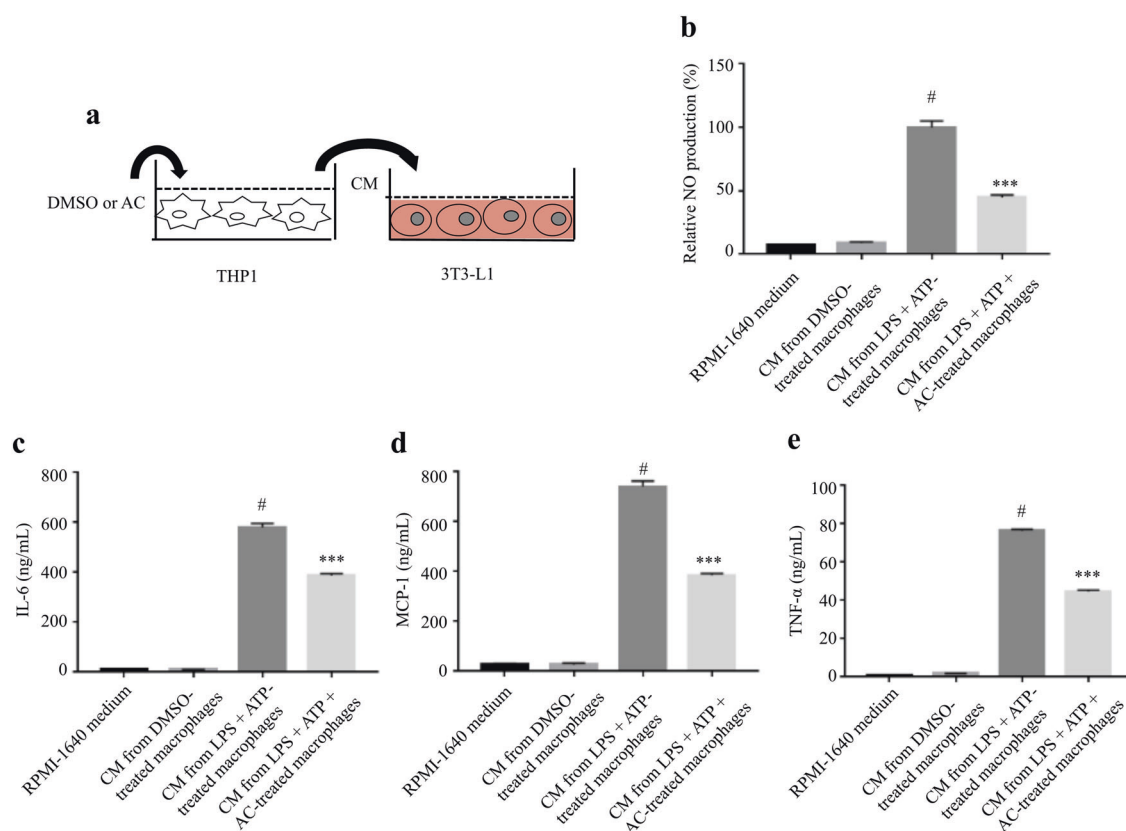 a
DMSO or AC
CM
THP1
3T3-L1
b
Relative NO production (%)
150
100
50
0
#
***
RPMI-1640 medium
CM from DMSO-
treated macrophages
CM from LPS + ATP-
treated macrophages
CM from LPS + ATP +
AC-treated macrophages
c
IL-6 (ng/mL)
800
600
400
200
0
#
***
RPMI-1640 medium
CM from DMSO-
treated macrophages
CM from LPS + ATP-
treated macrophages
CM from LPS + ATP +
AC-treated macrophages
d
MCP-1 (ng/mL)
800
600
400
200
0
#
***
RPMI-1640 medium
CM from DMSO-
treated macrophages
CM from LPS + ATP-
treated macrophages
CM from LPS + ATP +
AC-treated macrophages
e
TNF-α (ng/mL)
80
60
40
20
0
#
***
RPMI-1640 medium
CM from DMSO-
treated macrophages
CM from LPS + ATP-
treated macrophages
CM from LPS + ATP +
AC-treated macrophages